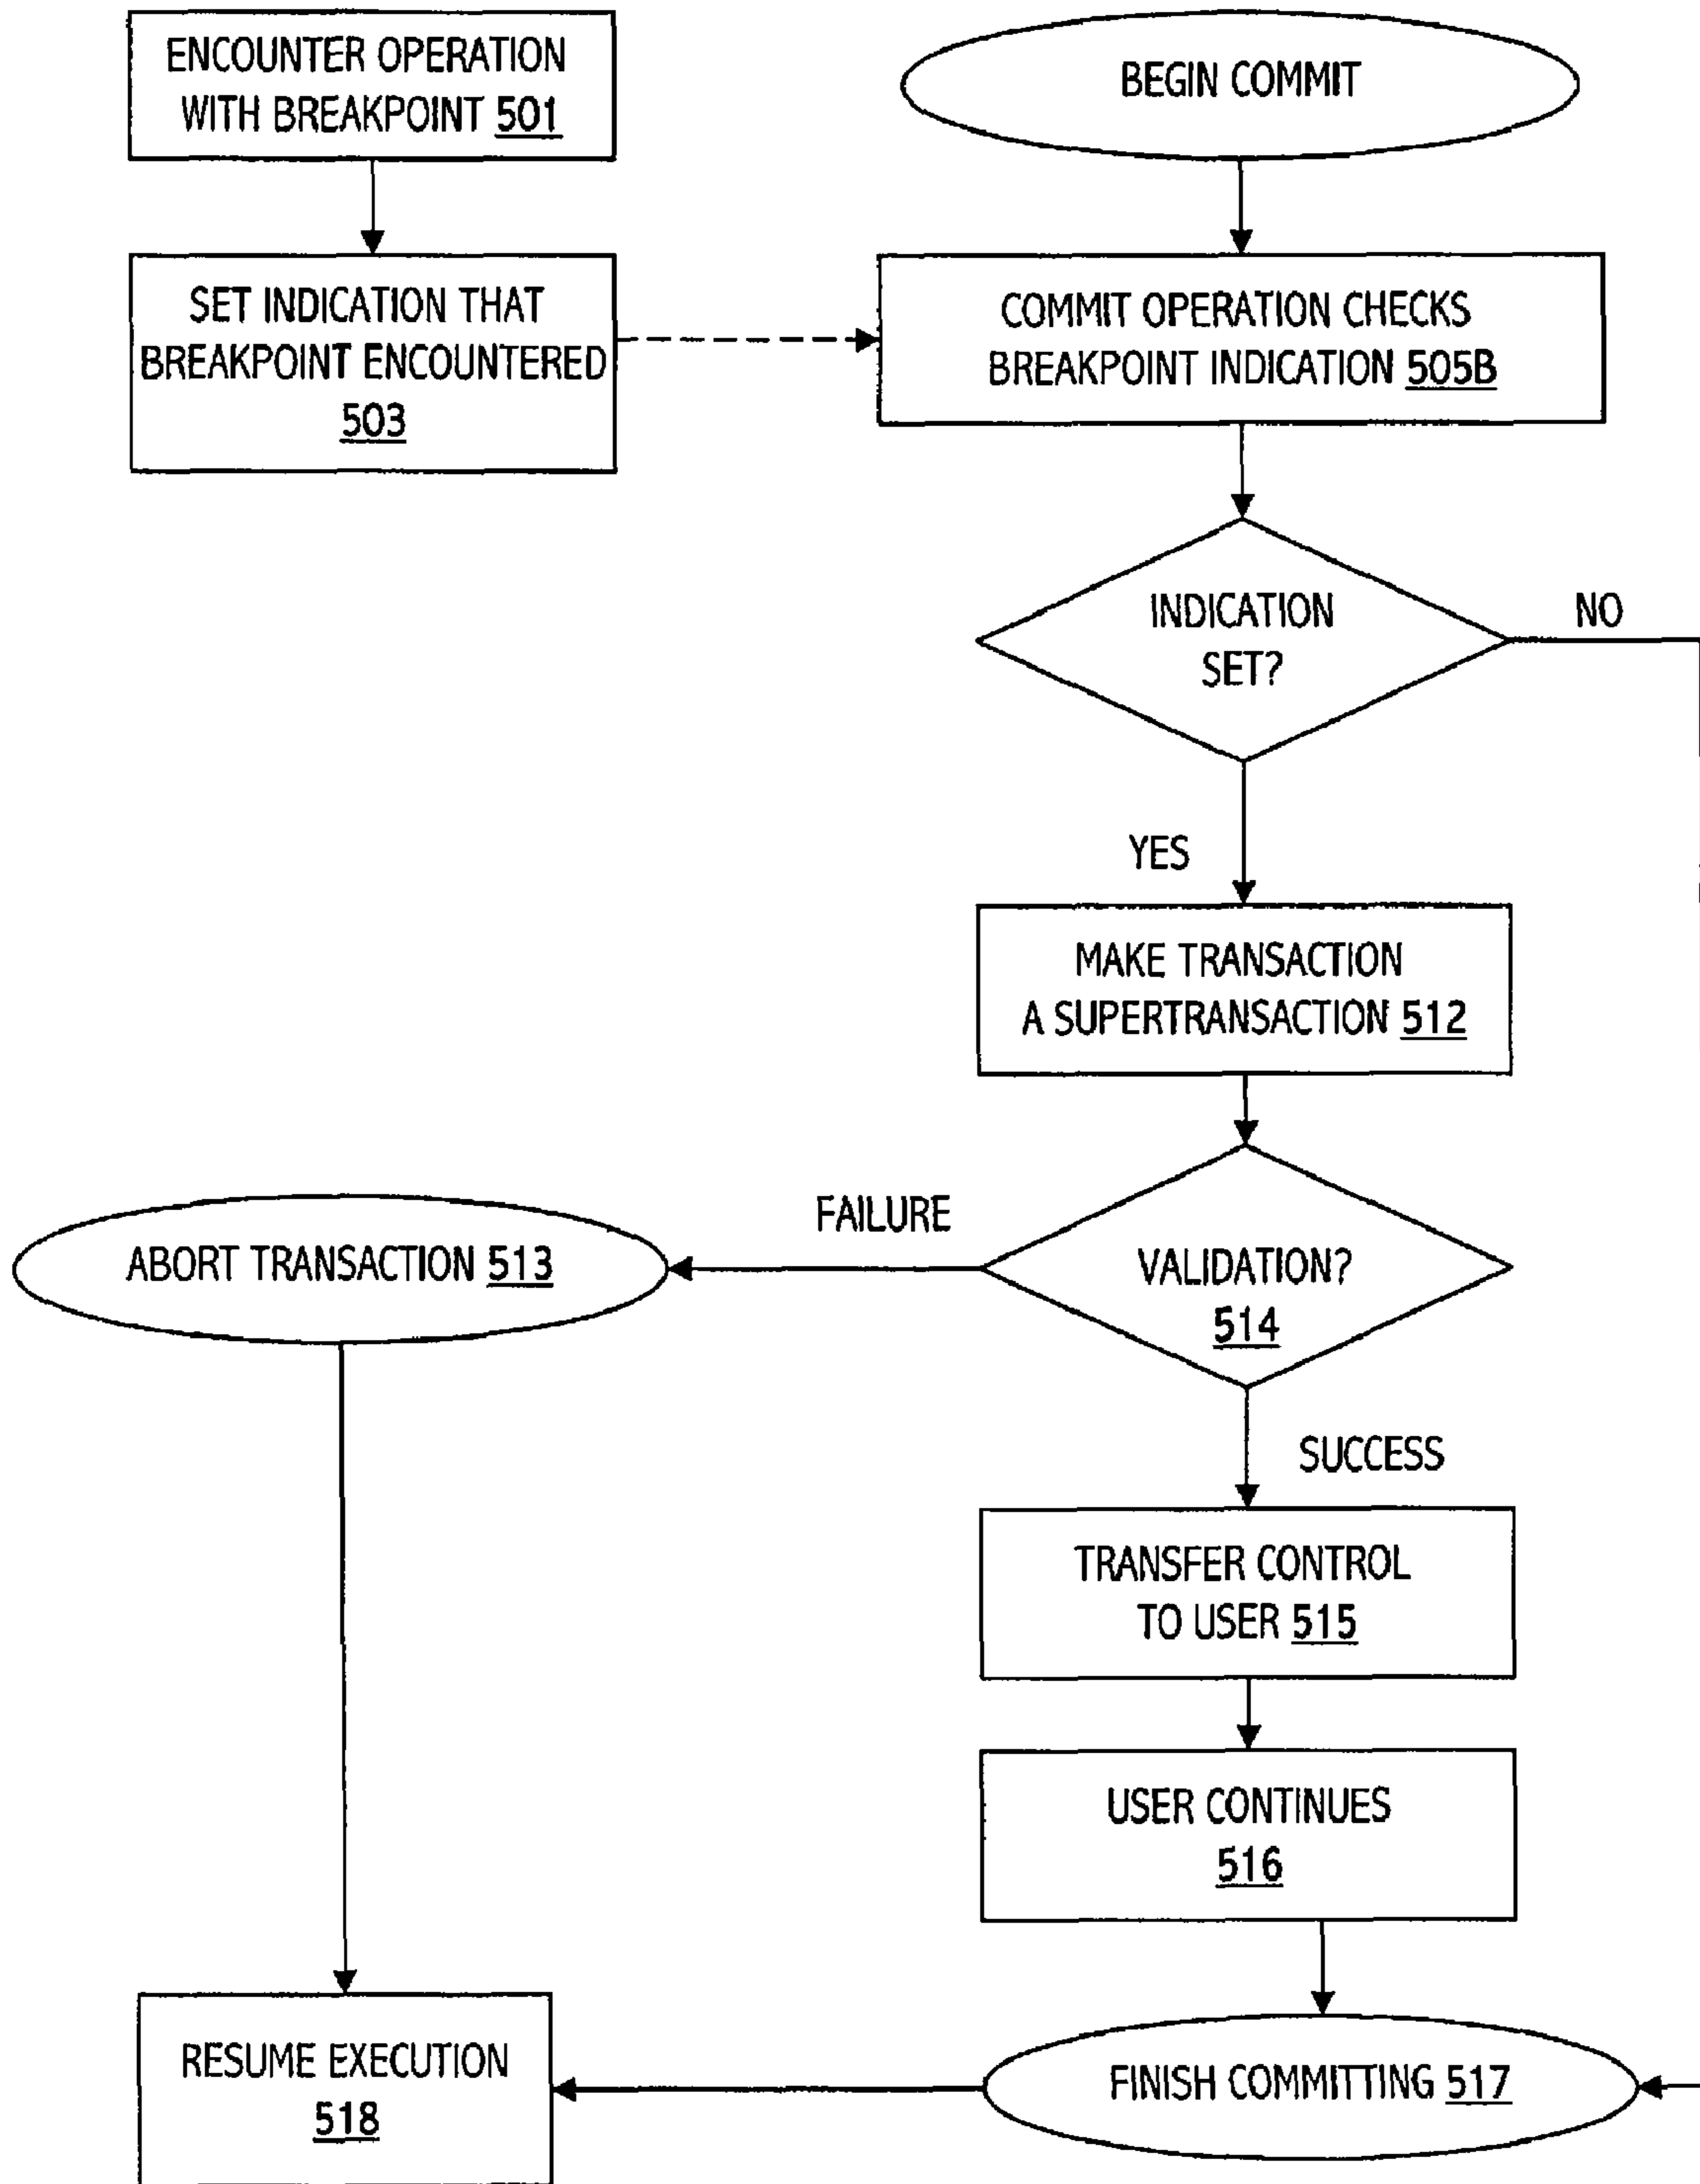 ENCOUNTER OPERATION
WITH BREAKPOINT 501
BEGIN COMMIT
SET INDICATION THAT
BREAKPOINT ENCOUNTERED
503
COMMIT OPERATION CHECKS
BREAKPOINT INDICATION 505B
INDICATION
SET?
NO
YES
MAKE TRANSACTION
A SUPERTRANSACTION 512
FAILURE
ABORT TRANSACTION 513
VALIDATION?
514
SUCCESS
TRANSFER CONTROL
TO USER 515
USER CONTINUES
516
RESUME EXECUTION
518
FINISH COMMITTING 517